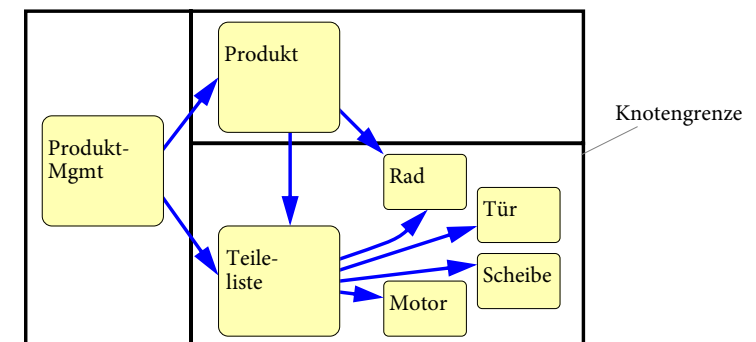 Produkt
Knotengrenze
Produkt-
Mgmt
Rad
Tür
Teile-
liste
Scheibe
Motor